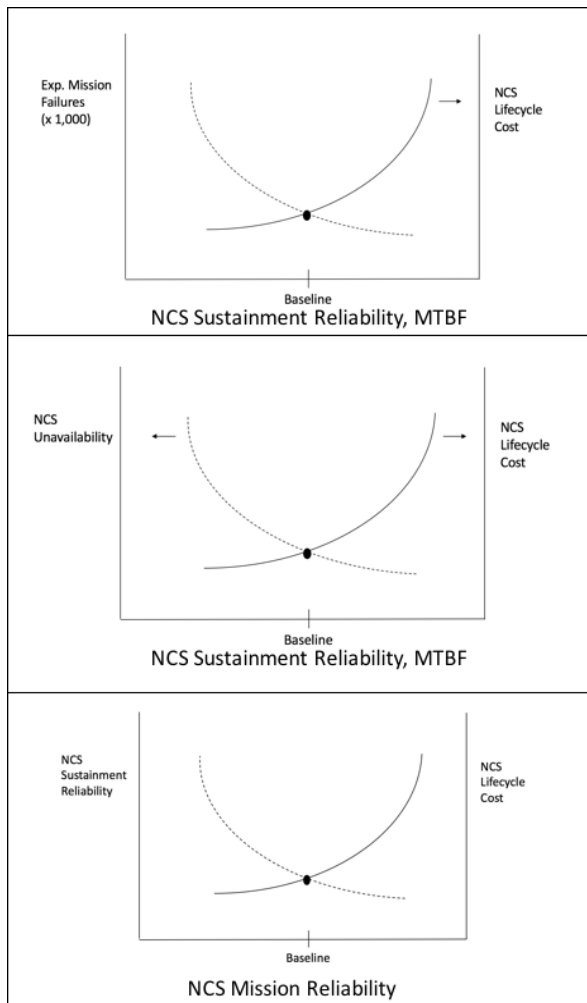 Exp. Mission
Failures
(x 1,000)
NCS
Lifecycle
Cost
Baseline
NCS Sustainment Reliability, MTBF
NCS
Unavailability
NCS
Lifecycle
Cost
Baseline
NCS Sustainment Reliability, MTBF
NCS
Sustainment
Reliability
NCS
Lifecycle
Cost
Baseline
NCS Mission Reliability